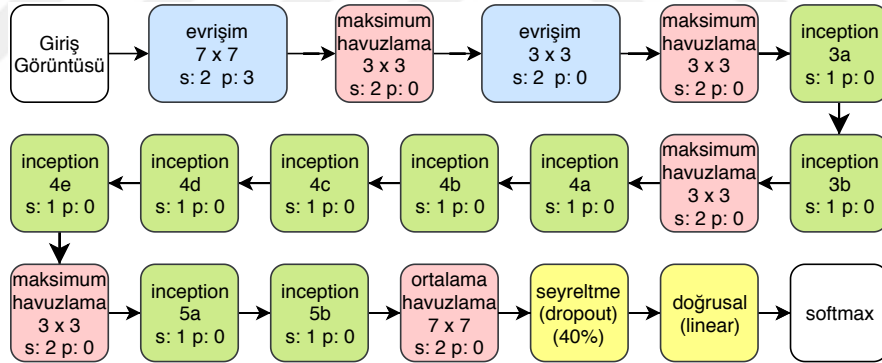 Giriş
Görüntüsü
evrişim
7 x 7
s: 2 p: 3
maksimum
havuzlama
3 x 3
s: 2 p: 0
evrişim
3 x 3
s: 2 p: 0
maksimum
havuzlama
3 x 3
s: 2 p: 0
inception
3a
s: 1 p: 0
inception
3b
s: 1 p: 0
maksimum
havuzlama
3 x 3
s: 2 p: 0
inception
4a
s: 1 p: 0
inception
4b
s: 1 p: 0
inception
4c
s: 1 p: 0
inception
4d
s: 1 p: 0
inception
4e
s: 1 p: 0
maksimum
havuzlama
3 x 3
s: 2 p: 0
inception
5a
s: 1 p: 0
inception
5b
s: 1 p: 0
ortalama
havuzlama
7 x 7
s: 2 p: 0
seyreltme
(dropout)
(40%)
doğrusal
(linear)
softmax